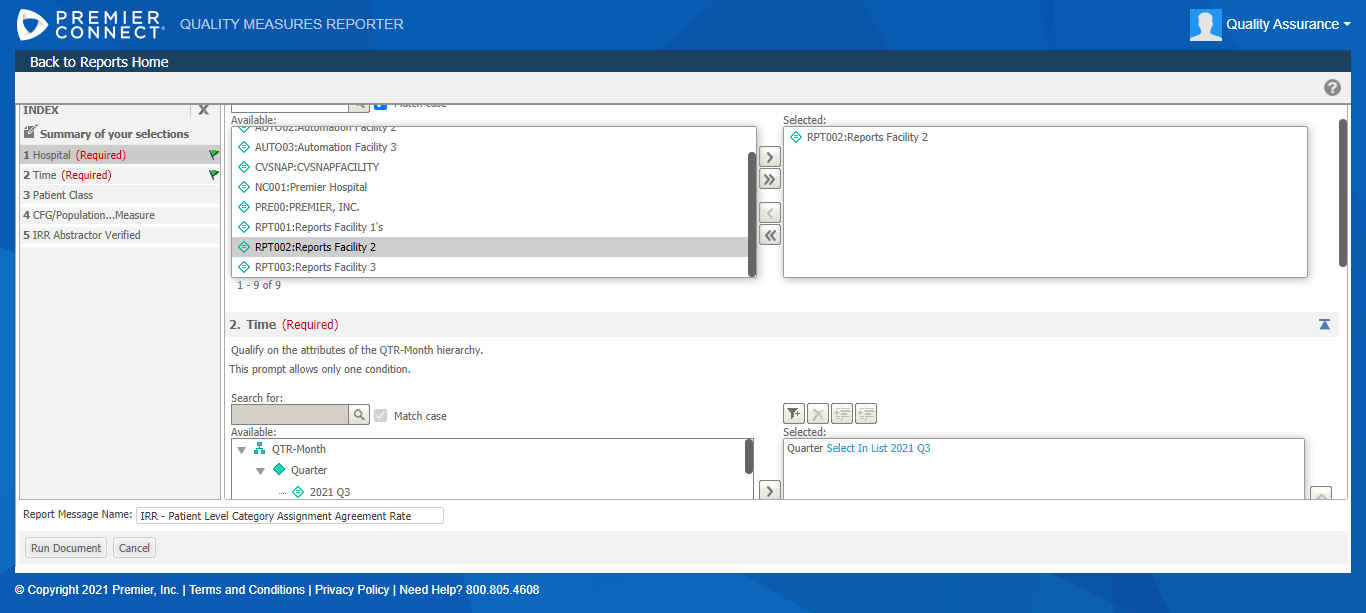 PREMIER CONNECT QUALITY MEASURES REPORTER
Quality Assurance
Back to Reports Home
INDEX
Summary of your selections
1 Hospital (Required)
2 Time (Required)
3 Patient Class
4 CFG/Population...Measure
5 IRR Abstractor Verified
Match case
Available:
AUTO02:Automation Facility 2
AUTO03:Automation Facility 3
CVSNAP:CVSNAPFACILITY
NC001:Premier Hospital
PRE00:PREMIER, INC.
RPT001:Reports Facility 1's
RPT002:Reports Facility 2
RPT003:Reports Facility 3
1 - 9 of 9
Selected:
RPT002:Reports Facility 2
2. Time (Required)
Qualify on the attributes of the QTR-Month hierarchy.
This prompt allows only one condition.
Search for:
Match case
Available:
QTR-Month
Quarter
2021 Q3
Selected:
Quarter Select In List 2021 Q3
Report Message Name: IRR - Patient Level Category Assignment Agreement Rate
Run Document Cancel
© Copyright 2021 Premier, Inc. | Terms and Conditions | Privacy Policy | Need Help? 800.805.4608